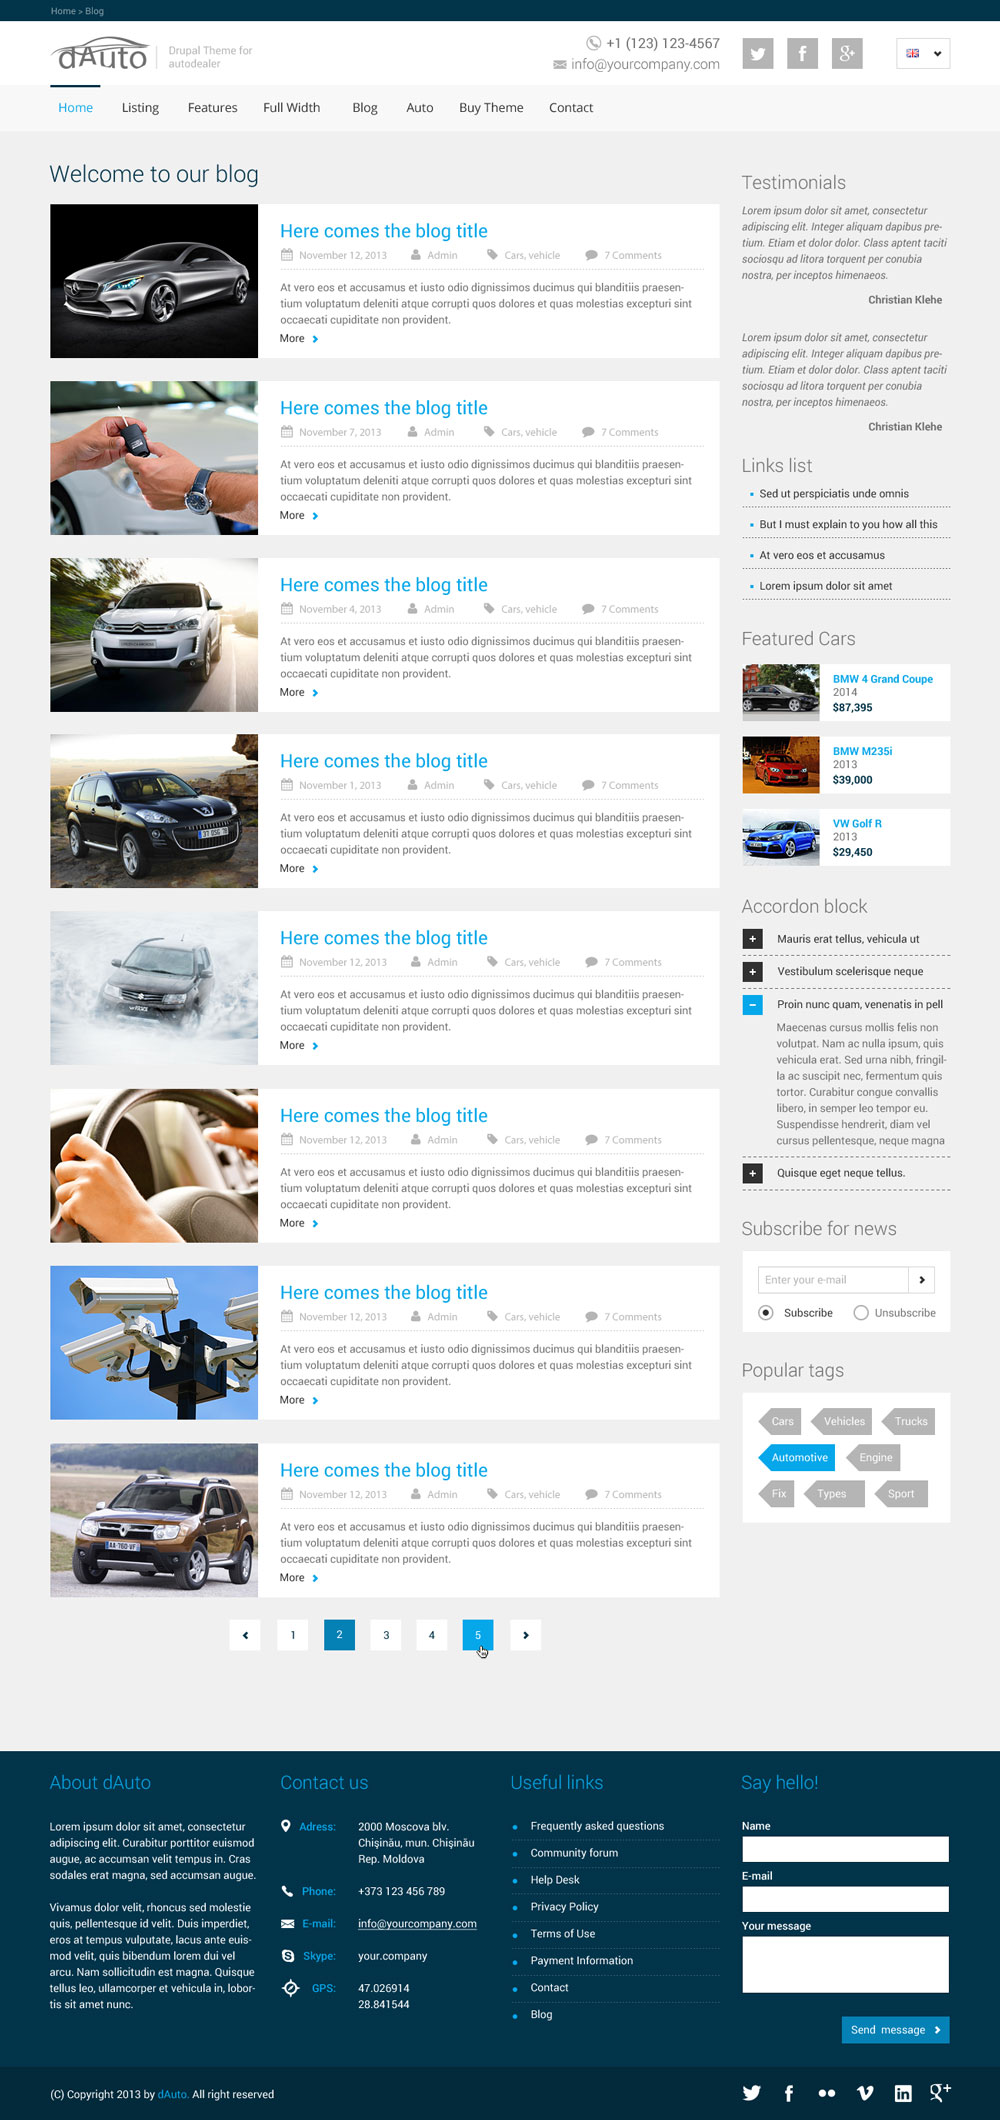 Home > Blog
dAuto
Drupal Theme for
autodealer
+1 (123) 123-4567
info@yourcompany.com
Home Listing Features Full Width Blog Auto Buy Theme Contact
Welcome to our blog
Here comes the blog title
November 12, 2013 Admin Cars, vehicle 7 Comments
At vero eos et accusamus et iusto odio dignissimos ducimus qui blanditiis praesen-
tium voluptatum deleniti atque corrupti quos dolores et quas molestias excepturi sint
occaecati cupiditate non provident.
More
Here comes the blog title
November 7, 2013 Admin Cars, vehicle 7 Comments
At vero eos et accusamus et iusto odio dignissimos ducimus qui blanditiis praesen-
tium voluptatum deleniti atque corrupti quos dolores et quas molestias excepturi sint
occaecati cupiditate non provident.
More
Here comes the blog title
November 4, 2013 Admin Cars, vehicle 7 Comments
At vero eos et accusamus et iusto odio dignissimos ducimus qui blanditiis praesen-
tium voluptatum deleniti atque corrupti quos dolores et quas molestias excepturi sint
occaecati cupiditate non provident.
More
Here comes the blog title
November 1, 2013 Admin Cars, vehicle 7 Comments
At vero eos et accusamus et iusto odio dignissimos ducimus qui blanditiis praesen-
tium voluptatum deleniti atque corrupti quos dolores et quas molestias excepturi sint
occaecati cupiditate non provident.
More
Here comes the blog title
November 12, 2013 Admin Cars, vehicle 7 Comments
At vero eos et accusamus et iusto odio dignissimos ducimus qui blanditiis praesen-
tium voluptatum deleniti atque corrupti quos dolores et quas molestias excepturi sint
occaecati cupiditate non provident.
More
Here comes the blog title
November 12, 2013 Admin Cars, vehicle 7 Comments
At vero eos et accusamus et iusto odio dignissimos ducimus qui blanditiis praesen-
tium voluptatum deleniti atque corrupti quos dolores et quas molestias excepturi sint
occaecati cupiditate non provident.
More
Here comes the blog title
November 12, 2013 Admin Cars, vehicle 7 Comments
At vero eos et accusamus et iusto odio dignissimos ducimus qui blanditiis praesen-
tium voluptatum deleniti atque corrupti quos dolores et quas molestias excepturi sint
occaecati cupiditate non provident.
More
Here comes the blog title
November 12, 2013 Admin Cars, vehicle 7 Comments
At vero eos et accusamus et iusto odio dignissimos ducimus qui blanditiis praesen-
tium voluptatum deleniti atque corrupti quos dolores et quas molestias excepturi sint
occaecati cupiditate non provident.
More
1 2 3 4 5
Testimonials
Lorem ipsum dolor sit amet, consectetur
adipiscing elit. Integer aliquam dapibus pre-
tium. Etiam et dolor dolor. Class aptent taciti
sociosqu ad litora torquent per conubia
nostra, per inceptos himenaeos.
Christian Klehe
Lorem ipsum dolor sit amet, consectetur
adipiscing elit. Integer aliquam dapibus pre-
tium. Etiam et dolor dolor. Class aptent taciti
sociosqu ad litora torquent per conubia
nostra, per inceptos himenaeos.
Christian Klehe
Links list
Sed ut perspiciatis unde omnis
But I must explain to you how all this
At vero eos et accusamus
Lorem ipsum dolor sit amet
Featured Cars
BMW 4 Grand Coupe
2014
$87,395
BMW M235i
2013
$39,000
VW Golf R
2013
$29,450
Accordon block
Mauris erat tellus, vehicula ut
Vestibulum scelerisque neque
Proin nunc quam, venenatis in pell
Maecenas cursus mollis felis non
volutpat. Nam ac nulla ipsum, quis
vehicula erat. Sed urna nibh, fringil-
la ac suscipit nec, fermentum quis
tortor. Curabitur congue convallis
libero, in semper leo tempor eu.
Suspendisse hendrerit, diam vel
cursus pellentesque, neque magna
Quisque eget neque tellus.
Subscribe for news
Enter your e-mail
Subscribe Unsubscribe
Popular tags
Cars Vehicles Trucks
Automotive Engine
Fix Types Sport
About dAuto
Lorem ipsum dolor sit amet, consectetur
adipiscing elit. Curabitur porttitor euismod
augue, ac accumsan velit tempus in. Cras
sodales erat magna, sed accumsan augue.
Vivamus dolor velit, rhoncus sed molestie
quis, pellentesque id velit. Duis imperdiet,
eros at tempus vulputate, lacus ante euis-
mod velit, quis bibendum lorem dui vel
arcu. Nam sollicitudin est magna. Quisque
tellus leo, ullamcorper et vehicula in, lobor-
tis sit amet nunc.
Contact us
Adress: 2000 Moscova blv.
Chişinău, mun. Chişinău
Rep. Moldova
Phone: +373 123 456 789
E-mail: info@yourcompany.com
Skype: your.company
GPS: 47.026914
28.841544
Useful links
Frequently asked questions
Community forum
Help Desk
Privacy Policy
Terms of Use
Payment Information
Contact
Blog
Say hello!
Name
E-mail
Your message
Send message
(C) Copyright 2013 by dAuto. All right reserved